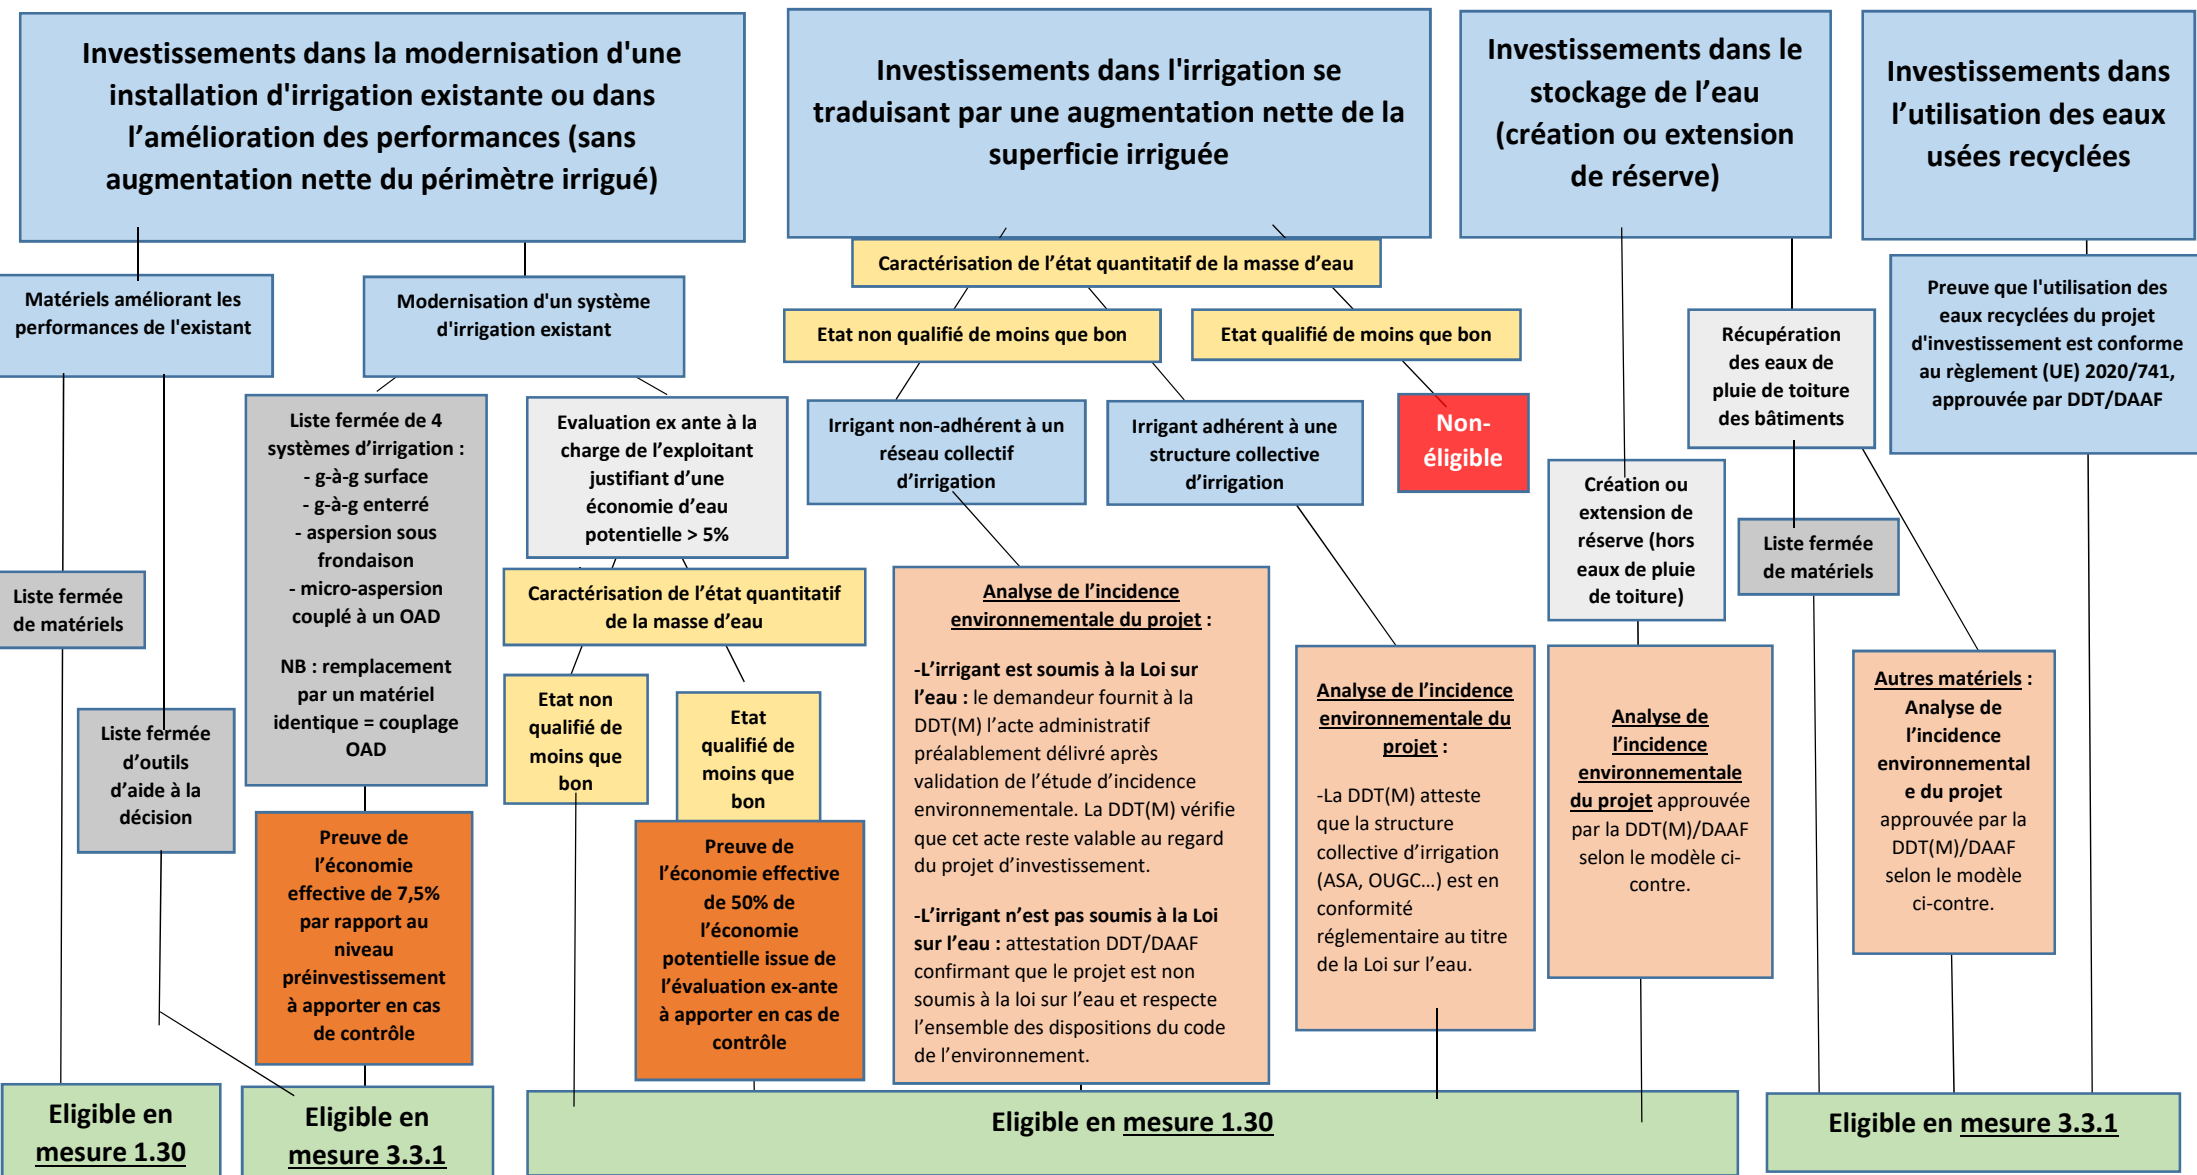 Investissements dans la modernisation d'une
installation d'irrigation existante ou dans
l’amélioration des performances (sans
augmentation nette du périmètre irrigué)
Investissements dans l'irrigation se
traduisant par une augmentation nette de la
superficie irriguée
Investissements dans le
stockage de l’eau
(création ou extension
de réserve)
Investissements dans
l’utilisation des eaux
usées recyclées
Matériels améliorant les
performances de l'existant
Modernisation d'un système
d'irrigation existant
Caractérisation de l’état quantitatif de la masse d’eau
Etat non qualifié de moins que bon
Etat qualifié de moins que bon
Récupération
des eaux de
pluie de toiture
des bâtiments
Preuve que l'utilisation des
eaux recyclées du projet
d'investissement est conforme
au règlement (UE) 2020/741,
approuvée par DDT/DAAF
Liste fermée de 4
systèmes d’irrigation :
- g-à-g surface
- g-à-g enterré
- aspersion sous
frondaison
- micro-aspersion
couplé à un OAD
NB : remplacement
par un matériel
identique = couplage
OAD
Evaluation ex ante à la
charge de l’exploitant
justifiant d’une
économie d’eau
potentielle > 5%
Irrigant non-adhérent à un
réseau collectif
d’irrigation
Irrigant adhérent à une
structure collective
d’irrigation
Non-
éligible
Création ou
extension de
réserve (hors
eaux de pluie
de toiture)
Liste fermée
de matériels
Liste fermée
de matériels
Liste fermée
d’outils
d’aide à la
décision
Caractérisation de l’état quantitatif
de la masse d’eau
Etat non
qualifié de
moins que
bon
Etat
qualifié de
moins que
bon
Analyse de l’incidence
environnementale du projet :
-L’irrigant est soumis à la Loi sur
l’eau : le demandeur fournit à la
DDT(M) l’acte administratif
préalablement délivré après
validation de l’étude d’incidence
environnementale. La DDT(M) vérifie
que cet acte reste valable au regard
du projet d’investissement.
-L’irrigant n’est pas soumis à la Loi
sur l’eau : attestation DDT/DAAF
confirmant que le projet est non
soumis à la loi sur l’eau et respecte
l’ensemble des dispositions du code
de l’environnement.
Analyse de l’incidence
environnementale du
projet :
-La DDT(M) atteste
que la structure
collective d’irrigation
(ASA, OUGC…) est en
conformité
réglementaire au titre
de la Loi sur l’eau.
Analyse de
l’incidence
environnementale
du projet approuvée
par la DDT(M)/DAAF
selon le modèle ci-
contre.
Autres matériels :
Analyse de
l’incidence
environnemental
e du projet
approuvée par la
DDT(M)/DAAF
selon le modèle
ci-contre.
Preuve de
l’économie
effective de 7,5%
par rapport au
niveau
préinvestissement
à apporter en cas
de contrôle
Preuve de
l’économie effective
de 50% de
l’économie
potentielle issue de
l’évaluation ex-ante
à apporter en cas de
contrôle
Eligible en
mesure 1.30
Eligible en
mesure 3.3.1
Eligible en mesure 1.30
Eligible en mesure 3.3.1